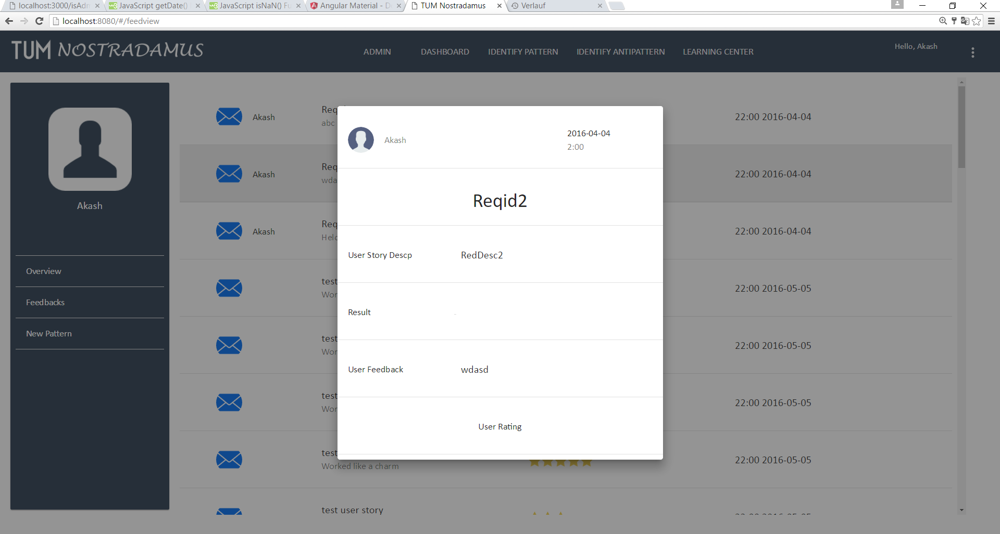 localhost:3000/isAdm
JavaScript getDate()
JavaScript isNaN() Fu
Angular Material - De
TUM Nostradamus
Verlauf
localhost:8080/#/feedview
TUM NOSTRADAMUS
ADMIN
DASHBOARD
IDENTIFY PATTERN
IDENTIFY ANTIPATTERN
LEARNING CENTER
Hello, Akash
Akash
Overview
Feedbacks
New Pattern
Akash
Req
abc
22:00 2016-04-04
Akash
Req
wda
22:00 2016-04-04
Akash
Req
Helo
22:00 2016-04-04
test
Wor
22:00 2016-05-05
test
Wor
22:00 2016-05-05
test
Wor
22:00 2016-05-05
test
Worked like a charm
22:00 2016-05-05
test user story
Akash
2016-04-04
2:00
Reqid2
User Story Descp
RedDesc2
Result
-
User Feedback
wdasd
User Rating